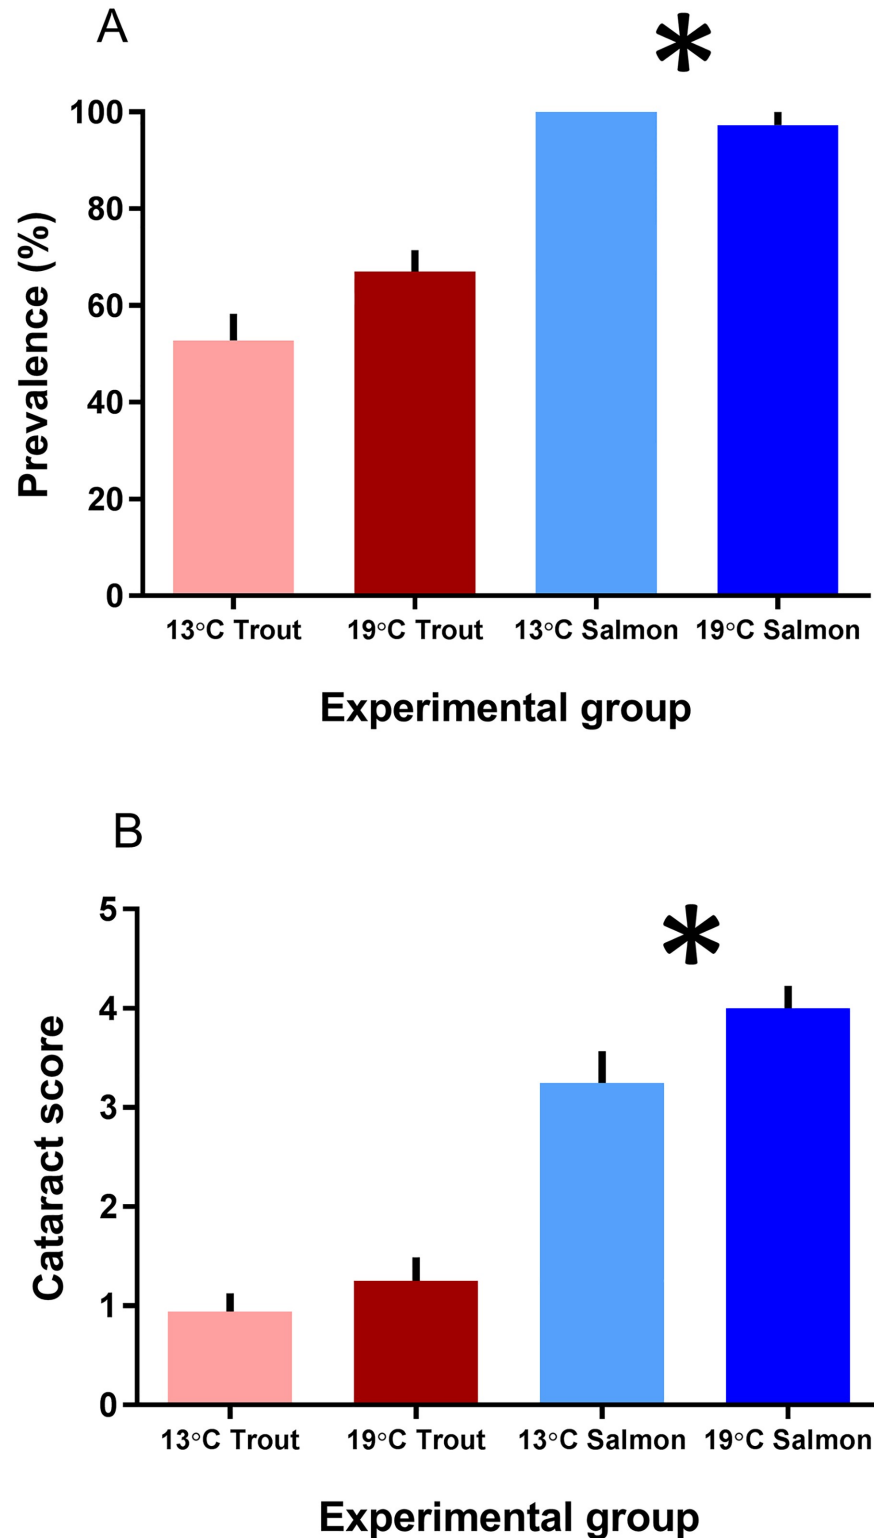 A
*
100
80
60
40
20
0
Prevalence (%)
13°C Trout 19°C Trout 13°C Salmon 19°C Salmon
Experimental group
B
*
5
4
3
2
1
0
Cataract score
13°C Trout 19°C Trout 13°C Salmon 19°C Salmon
Experimental group